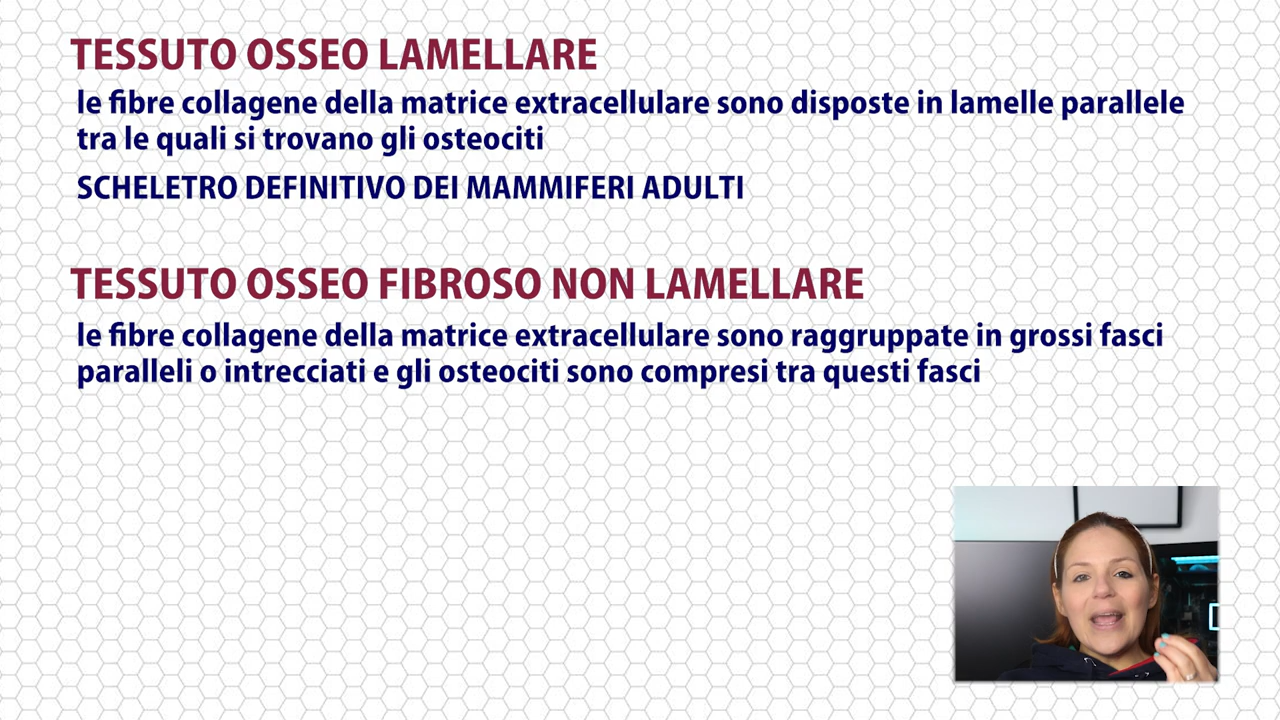 TESSUTO OSSEO LAMELLARE
le fibre collagene della matrice extracellulare sono disposte in lamelle parallele
tra le quali si trovano gli osteociti
SCHELETRO DEFINITIVO DEI MAMMIFERI ADULTI
TESSUTO OSSEO FIBROSO NON LAMELLARE
le fibre collagene della matrice extracellulare sono raggruppate in grossi fasci
paralleli o intrecciati e gli osteociti sono compresi tra questi fasci